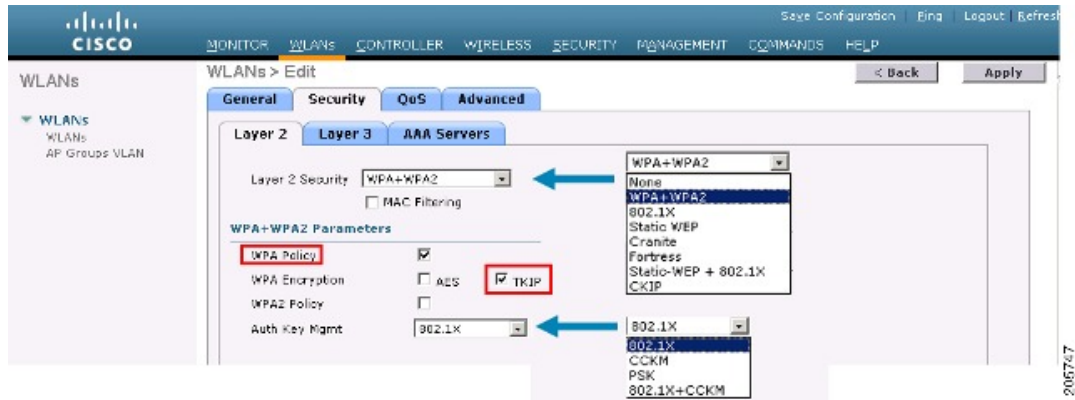 Save Configuration | Ping | Logout | Refresh
CISCO
MONITOR WLANs CONTROLLER WIRELESS SECURITY MANAGEMENT COMMANDS HELP
WLANs
WLANs > Edit
< Back
Apply
General Security QoS Advanced
WLANs
WLANs
AP Groups VLAN
Layer 2 Layer 3 AAA Servers
Layer 2 Security WPA+WPA2
MAC Filtering
WPA+WPA2
None
WPA+WPA2
802.1X
Static WEP
Cranite
Fortress
Static-WEP + 802.1X
CKIP
WPA+WPA2 Parameters
WPA Policy
WPA Encryption AES TKIP
WPA2 Policy
Auth Key Mgmt 802.1X
802.1X
802.1X
CCKM
PSK
802.1X+CCKM
205747